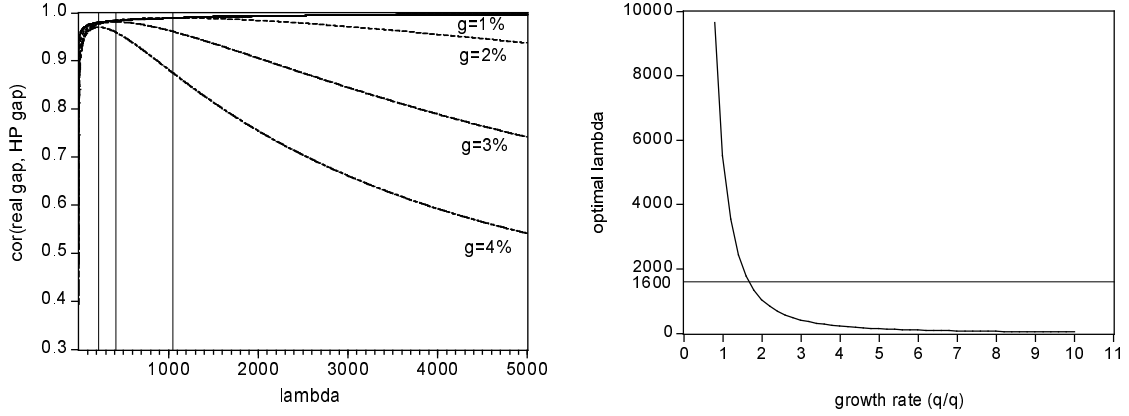 1.0
0.9
0.8
0.7
0.6
0.5
0.4
0.3
cor(real gap, HP gap)
g=1%
g=2%
g=3%
g=4%
1000 2000 3000 4000 5000
lambda
10000
8000
6000
4000
2000
1600
0
optimal lambda
0 1 2 3 4 5 6 7 8 9 10 11
growth rate (q/q)